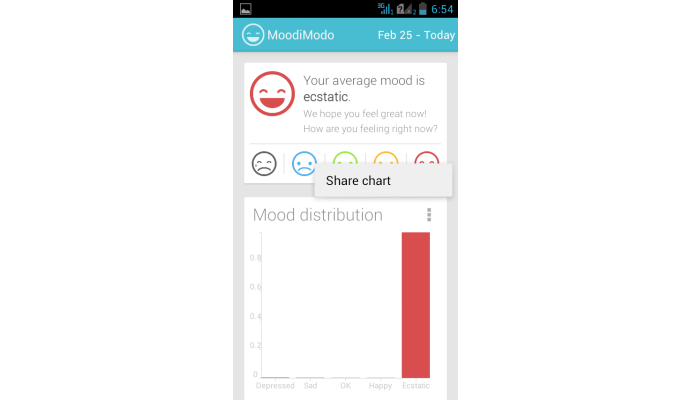 3G 1 2 6:54
MoodiModo Feb 25 - Today
Your average mood is
ecstatic.
We hope you feel great now!
How are you feeling right now?
Share chart
Mood distribution
0.8
0.6
0.4
0.2
0
Depressed Sad OK Happy Ecstatic